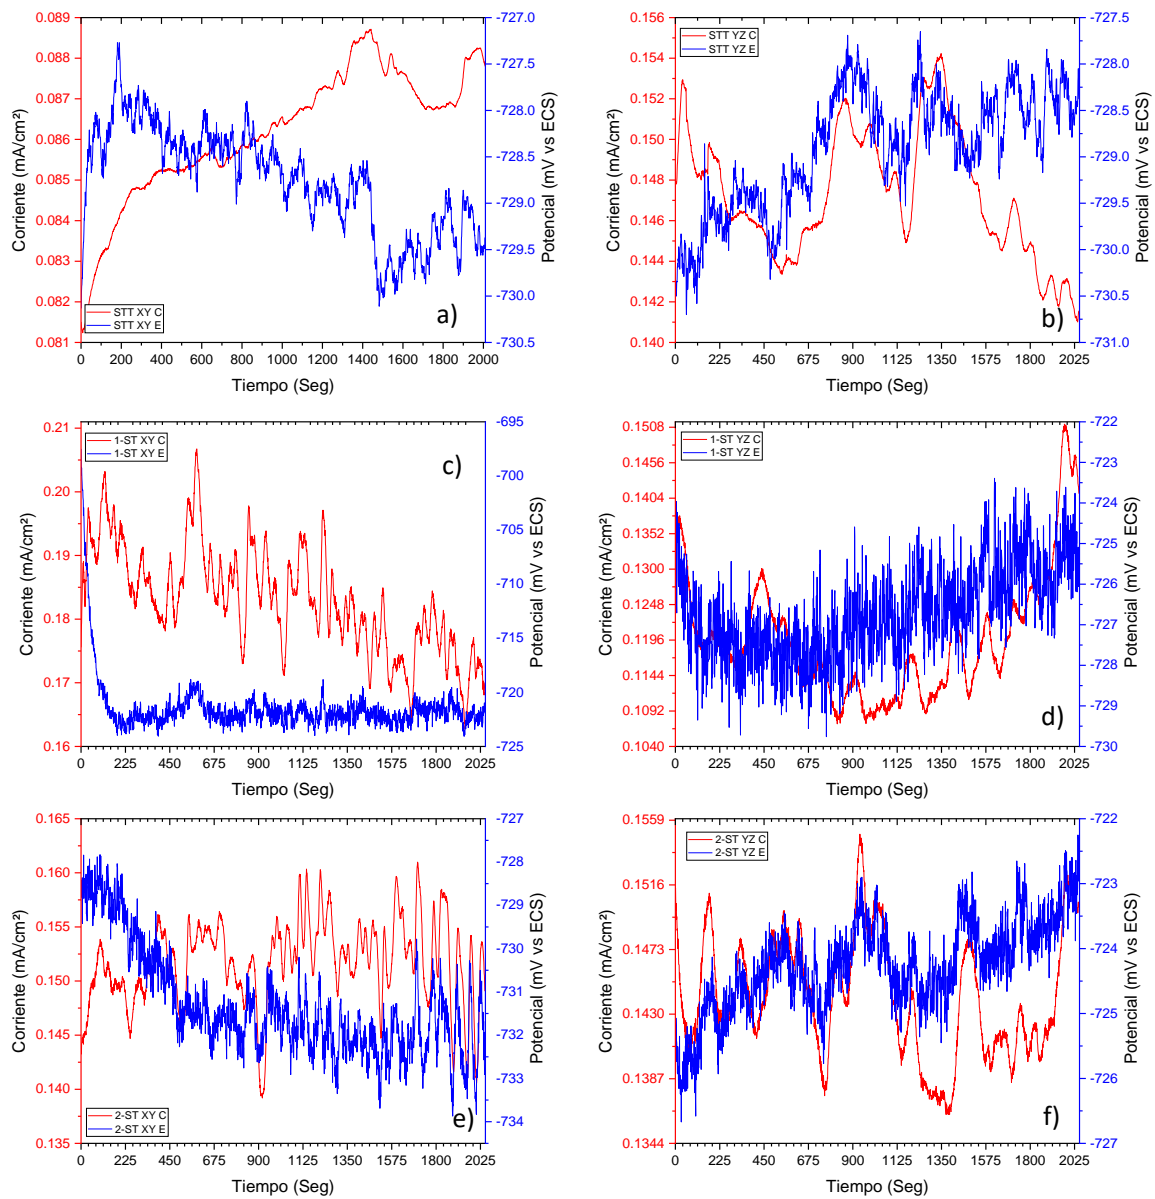 0.089
0.088
0.087
0.086
0.085
0.084
0.083
0.082
0.081
Corriente (mA/cm²)
-727.0
-727.5
-728.0
-728.5
-729.0
-729.5
-730.0
-730.5
Potencial (mV vs ECS)
STT XY C
STT XY E
a)
0 200 400 600 800 1000 1200 1400 1600 1800 2000
Tiempo (Seg)
0.156
0.154
0.152
0.150
0.148
0.146
0.144
0.142
0.140
Corriente (mA/cm²)
-727.5
-728.0
-728.5
-729.0
-729.5
-730.0
-730.5
-731.0
Potencial (mV vs ECS)
STT YZ C
STT YZ E
b)
0 225 450 675 900 1125 1350 1575 1800 2025
Tiempo (Seg)
0.21
0.20
0.19
0.18
0.17
0.16
Corriente (mA/cm²)
-695
-700
-705
-710
-715
-720
-725
Potencial (mV vs ECS)
1-ST XY C
1-ST XY E
c)
0 225 450 675 900 1125 1350 1575 1800 2025
Tiempo (Seg)
0.1508
0.1456
0.1404
0.1352
0.1300
0.1248
0.1196
0.1144
0.1092
0.1040
Corriente (mA/cm²)
-722
-723
-724
-725
-726
-727
-728
-729
-730
Potencial (mV vs ECS)
1-ST YZ C
1-ST YZ E
d)
0 225 450 675 900 1125 1350 1575 1800 2025
Tiempo (Seg)
0.165
0.160
0.155
0.150
0.145
0.140
0.135
Corriente (mA/cm²)
-727
-728
-729
-730
-731
-732
-733
-734
Potencial (mV vs ECS)
2-ST XY C
2-ST XY E
e)
0 225 450 675 900 1125 1350 1575 1800 2025
Tiempo (Seg)
0.1559
0.1516
0.1473
0.1430
0.1387
0.1344
Corriente (mA/cm²)
-722
-723
-724
-725
-726
-727
Potencial (mV vs ECS)
2-ST YZ C
2-ST YZ E
f)
0 225 450 675 900 1125 1350 1575 1800 2025
Tiempo (Seg)